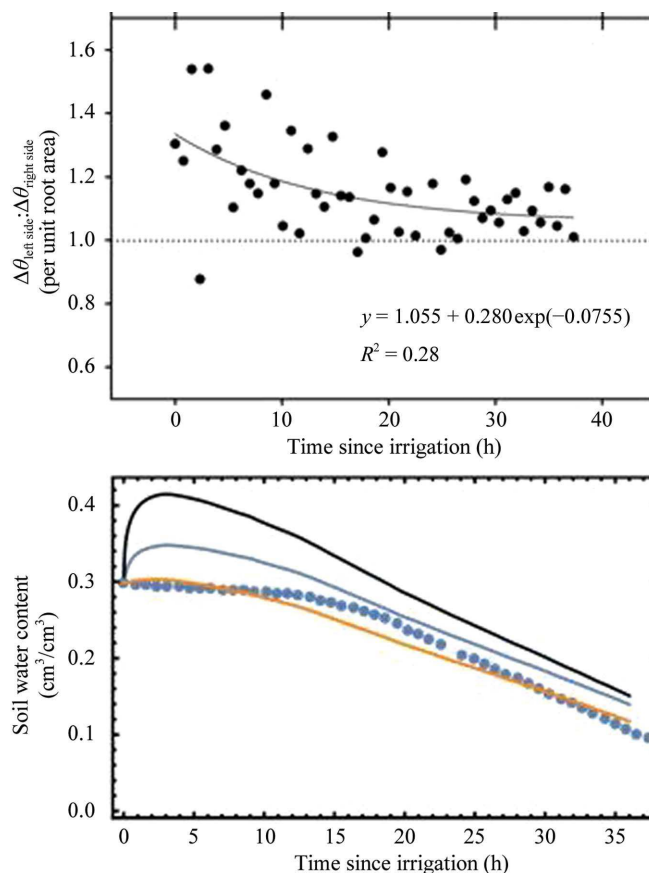 1.6
1.4
1.2
1.0
0.8
0.6
Δθleft side:Δθright side
(per unit root area)
y = 1.055 + 0.280exp(−0.0755)
R² = 0.28
0 10 20 30 40
Time since irrigation (h)
0.4
0.3
0.2
0.1
0.0
Soil water content
(cm³/cm³)
0 5 10 15 20 25 30 35
Time since irrigation (h)